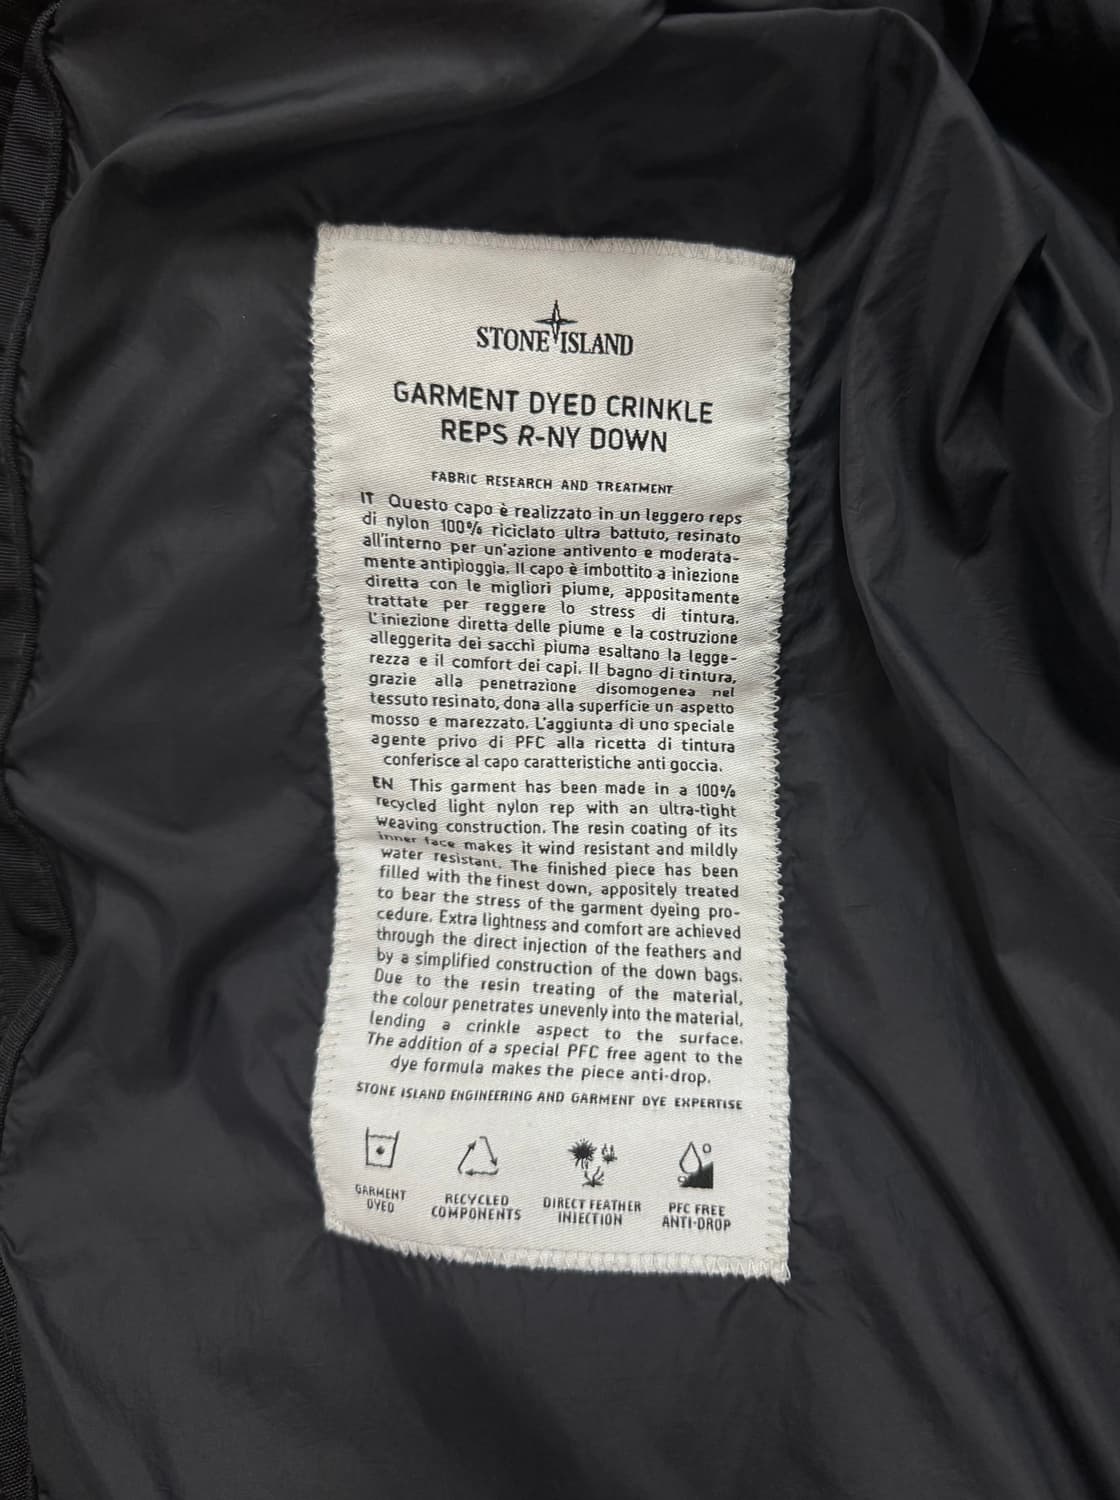 STONE ISLAND
GARMENT DYED CRINKLE
REPS R-NY DOWN
FABRIC RESEARCH AND TREATMENT
IT Questo capo è realizzato in un leggero reps
di nylon 100% riciclato ultra battuto, resinato
all'interno per un'azione antivento e moderata-
mente antipioggia. Il capo è imbottito a iniezione
diretta con le migliori piume, appositamente
trattate per reggere lo stress di tintura.
L'iniezione diretta delle piume e la costruzione
alleggerita dei sacchi piuma esaltano la legge-
rezza e il comfort dei capi. Il bagno di tintura,
grazie alla penetrazione disomogenea nel
tessuto resinato, dona alla superficie un aspetto
mosso e marezzato. L'aggiunta di uno speciale
agente privo di PFC alla ricetta di tintura
conferisce al capo caratteristiche anti goccia.
EN This garment has been made in a 100%
recycled light nylon rep with an ultra-tight
weaving construction. The resin coating of its
inner face makes it wind resistant and mildly
water resistant. The finished piece has been
filled with the finest down, appositely treated
to bear the stress of the garment dyeing pro-
cedure. Extra lightness and comfort are achieved
through the direct injection of the feathers and
by a simplified construction of the down bags.
Due to the resin treating of the material,
the colour penetrates unevenly into the material,
lending a crinkle aspect to the surface.
The addition of a special PFC free agent to the
dye formula makes the piece anti-drop.
STONE ISLAND ENGINEERING AND GARMENT DYE EXPERTISE
GARMENT
DYED
RECYCLED
COMPONENTS
DIRECT FEATHER
INJECTION
PFC FREE
ANTI-DROP